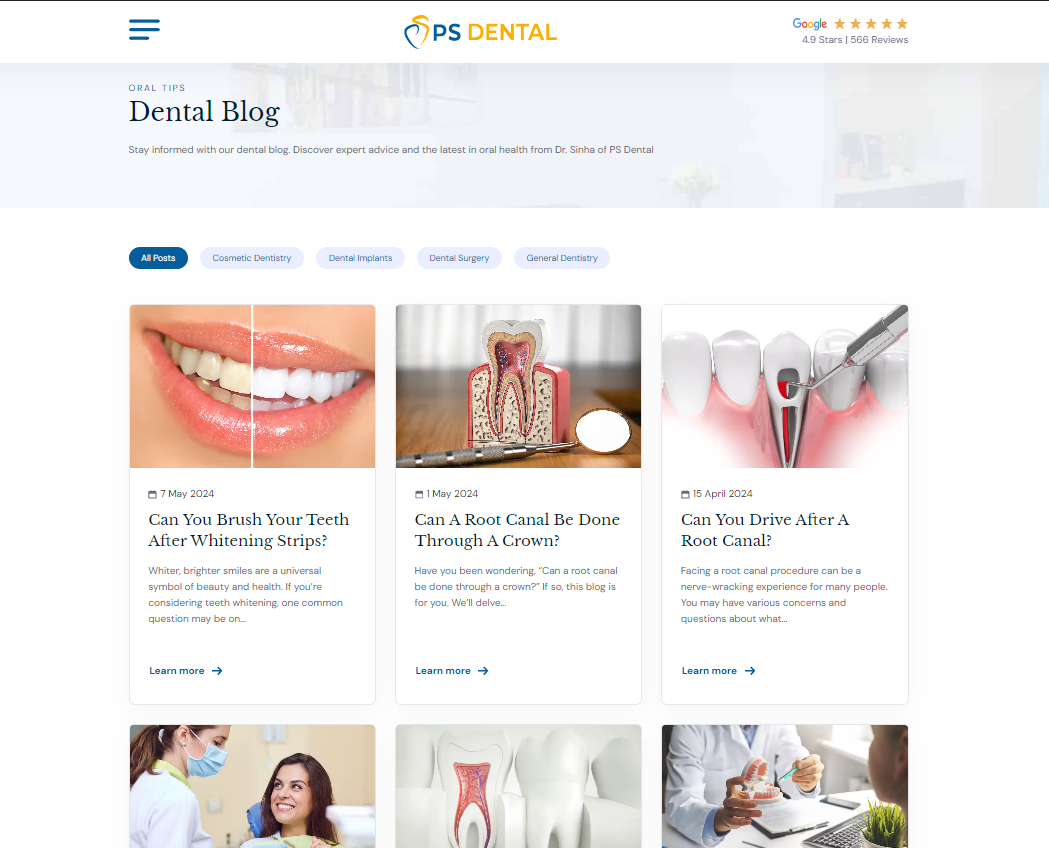 PS DENTAL
Google
4.9 Stars | 566 Reviews
ORAL TIPS
Dental Blog
Stay informed with our dental blog. Discover expert advice and the latest in oral health from Dr. Sinha of PS Dental
All Posts
Cosmetic Dentistry
Dental Implants
Dental Surgery
General Dentistry
7 May 2024
Can You Brush Your Teeth
After Whitening Strips?
Whiter, brighter smiles are a universal
symbol of beauty and health. If you're
considering teeth whitening, one common
question may be on...
Learn more
1 May 2024
Can A Root Canal Be Done
Through A Crown?
Have you been wondering, "Can a root canal
be done through a crown?" If so, this blog is
for you. We'll delve...
Learn more
15 April 2024
Can You Drive After A
Root Canal?
Facing a root canal procedure can be a
nerve-wracking experience for many people.
You may have various concerns and
questions about what...
Learn more